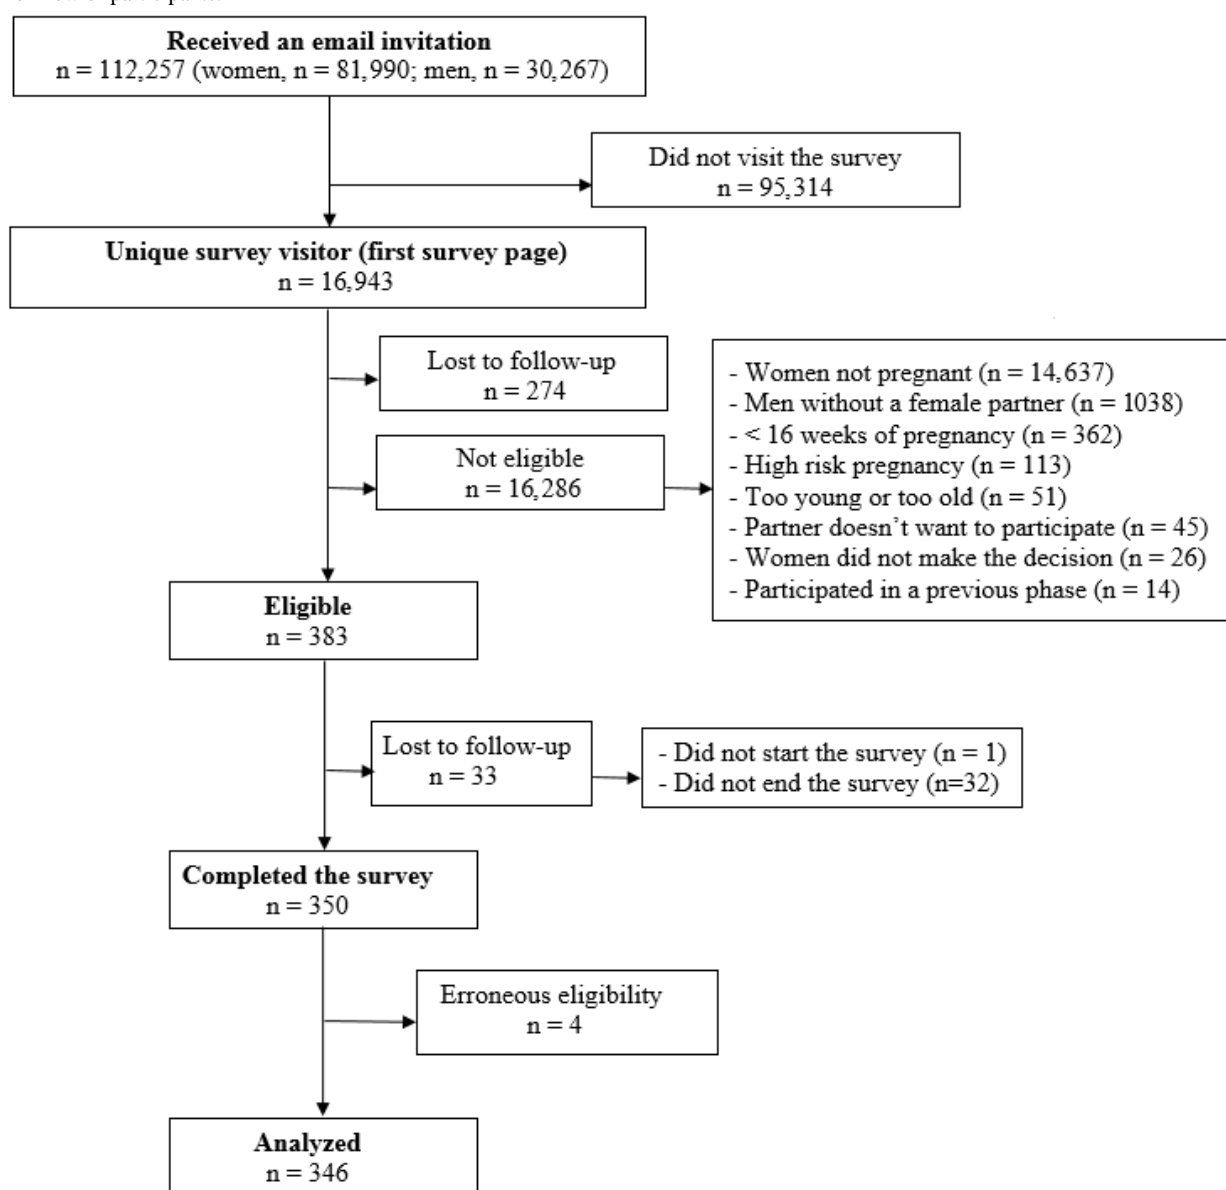 Received an email invitation
n = 112,257 (women, n = 81,990; men, n = 30,267)
Did not visit the survey
n = 95,314
Unique survey visitor (first survey page)
n = 16,943
Lost to follow-up
n = 274
Not eligible
n = 16,286
- Women not pregnant (n = 14,637)
- Men without a female partner (n = 1038)
- < 16 weeks of pregnancy (n = 362)
- High risk pregnancy (n = 113)
- Too young or too old (n = 51)
- Partner doesn’t want to participate (n = 45)
- Women did not make the decision (n = 26)
- Participated in a previous phase (n = 14)
Eligible
n = 383
Lost to follow-up
n = 33
- Did not start the survey (n = 1)
- Did not end the survey (n=32)
Completed the survey
n = 350
Erroneous eligibility
n = 4
Analyzed
n = 346